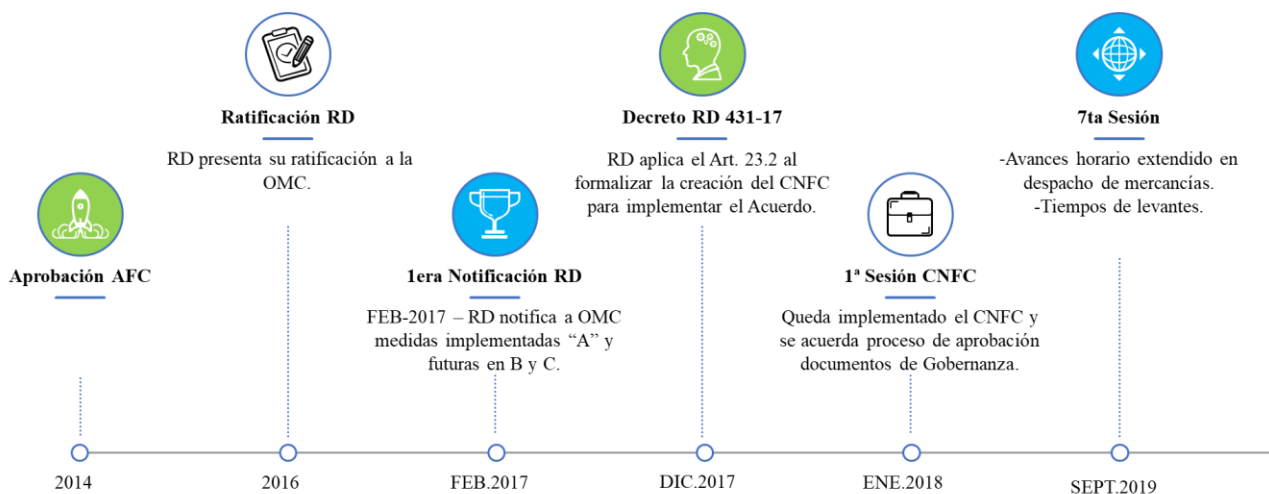 Aprobación AFC
2014
Ratificación RD
RD presenta su ratificación a la
OMC.
2016
1era Notificación RD
FEB-2017 – RD notifica a OMC
medidas implementadas “A” y
futuras en B y C.
FEB.2017
Decreto RD 431-17
RD aplica el Art. 23.2 al
formalizar la creación del CNFC
para implementar el Acuerdo.
DIC.2017
1ª Sesión CNFC
Queda implementado el CNFC y
se acuerda proceso de aprobación
documentos de Gobernanza.
ENE.2018
7ta Sesión
-Avances horario extendido en
despacho de mercancías.
-Tiempos de levantes.
SEPT.2019